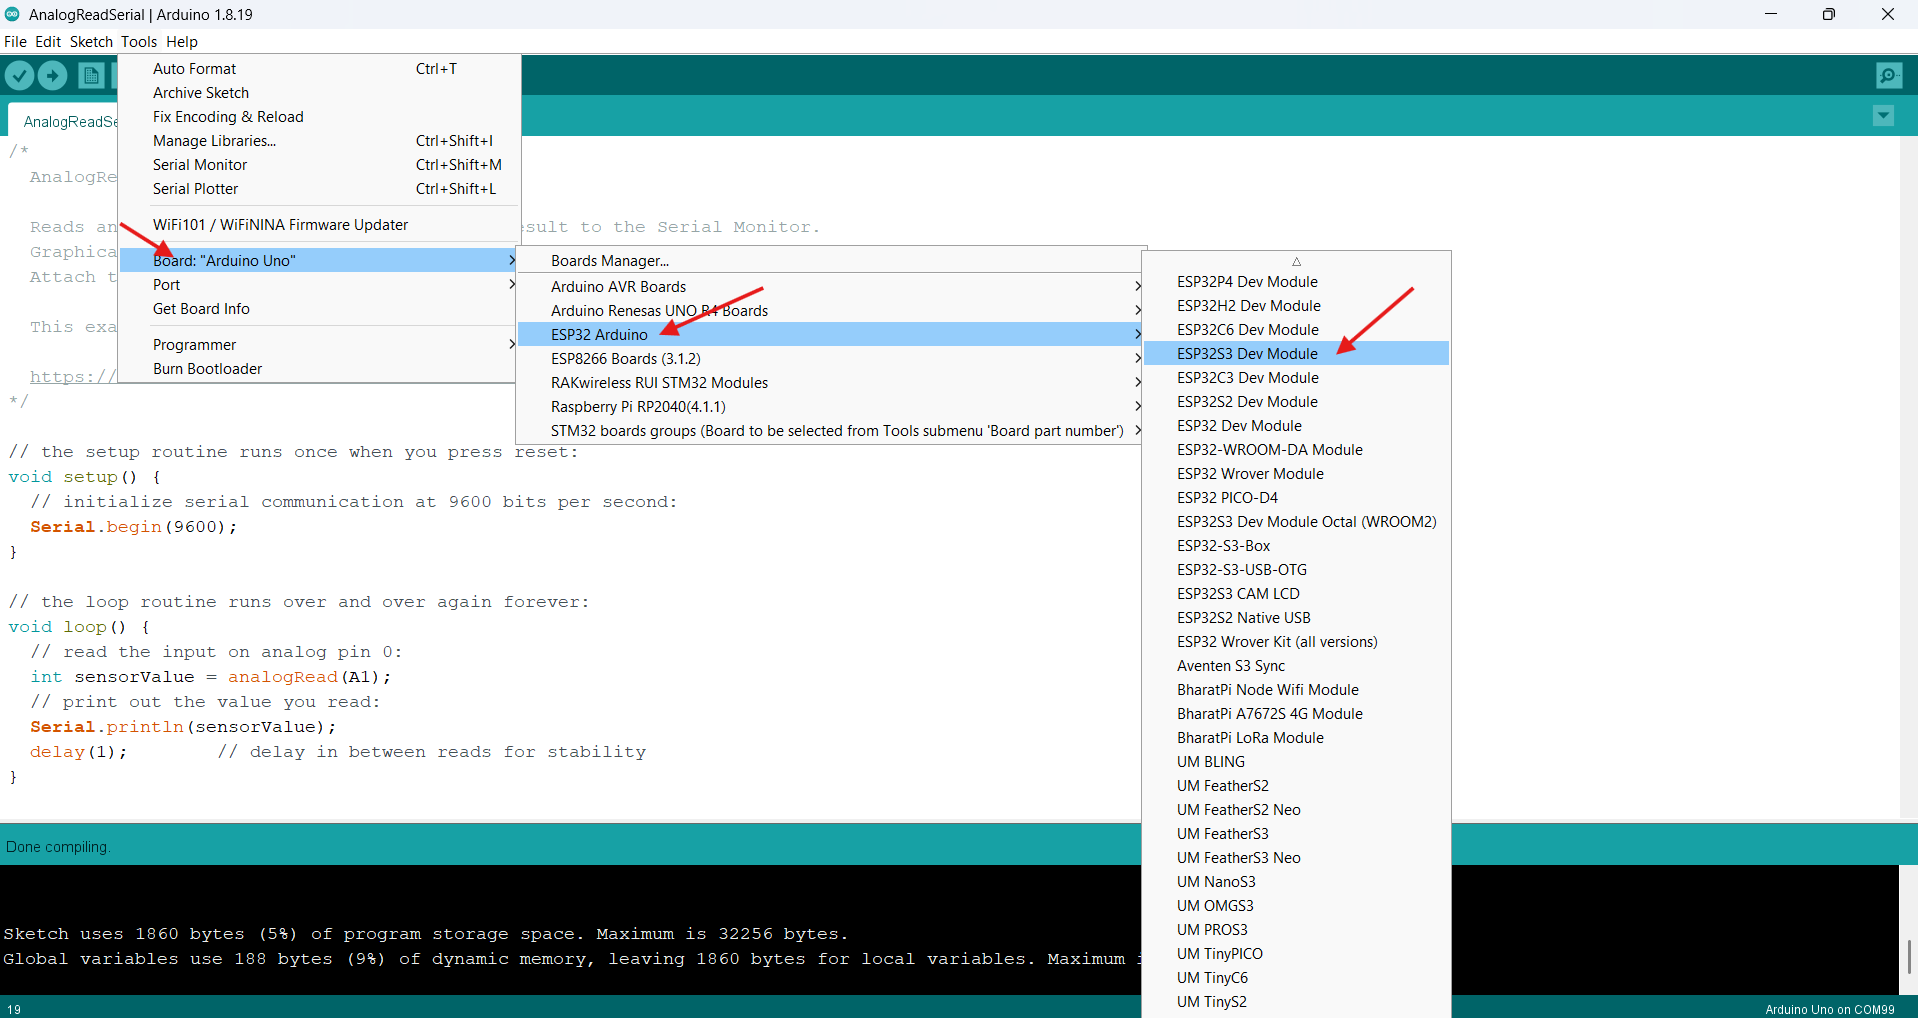 AnalogReadSerial | Arduino 1.8.19
File Edit Sketch Tools Help
AnalogReadSe
/*
AnalogRe
Reads an
esult to the Serial Monitor.
Graphica
Attach t
This exa
https://
*/
// the setup routine runs once when you press reset:
void setup() {
// initialize serial communication at 9600 bits per second:
Serial.begin(9600);
}
// the loop routine runs over and over again forever:
void loop() {
// read the input on analog pin 0:
int sensorValue = analogRead(A1);
// print out the value you read:
Serial.println(sensorValue);
delay(1); // delay in between reads for stability
}
Auto Format Ctrl+T
Archive Sketch
Fix Encoding & Reload
Manage Libraries... Ctrl+Shift+I
Serial Monitor Ctrl+Shift+M
Serial Plotter Ctrl+Shift+L
WiFi101 / WiFiNINA Firmware Updater
Board: "Arduino Uno"
Port
Get Board Info
Programmer
Burn Bootloader
Boards Manager...
Arduino AVR Boards
Arduino Renesas UNO R4 Boards
ESP32 Arduino
ESP8266 Boards (3.1.2)
RAKwireless RUI STM32 Modules
Raspberry Pi RP2040(4.1.1)
STM32 boards groups (Board to be selected from Tools submenu 'Board part number')
ESP32P4 Dev Module
ESP32H2 Dev Module
ESP32C6 Dev Module
ESP32S3 Dev Module
ESP32C3 Dev Module
ESP32S2 Dev Module
ESP32 Dev Module
ESP32-WROOM-DA Module
ESP32 Wrover Module
ESP32 PICO-D4
ESP32S3 Dev Module Octal (WROOM2)
ESP32-S3-Box
ESP32-S3-USB-OTG
ESP32S3 CAM LCD
ESP32S2 Native USB
ESP32 Wrover Kit (all versions)
Aventen S3 Sync
BharatPi Node Wifi Module
BharatPi A7672S 4G Module
BharatPi LoRa Module
UM BLING
UM FeatherS2
UM FeatherS2 Neo
UM FeatherS3
UM FeatherS3 Neo
UM NanoS3
UM OMGS3
UM PROS3
UM TinyPICO
UM TinyC6
UM TinyS2
Done compiling.
Sketch uses 1860 bytes (5%) of program storage space. Maximum is 32256 bytes.
Global variables use 188 bytes (9%) of dynamic memory, leaving 1860 bytes for local variables. Maximum
19
Arduino Uno on COM99